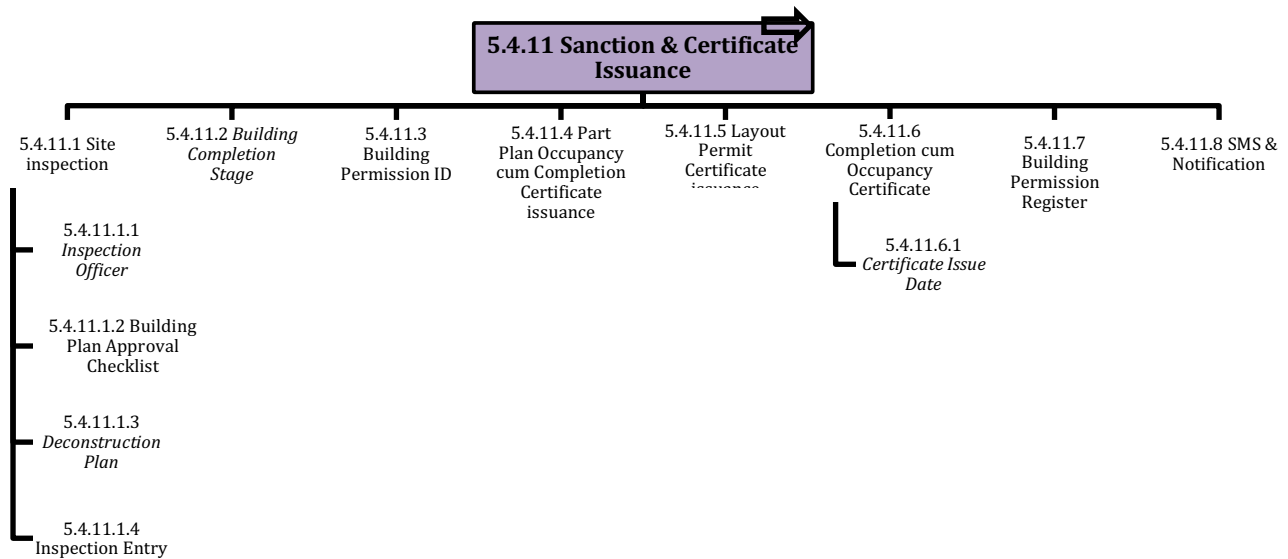 5.4.11 Sanction & Certificate
Issuance
5.4.11.1 Site
inspection
5.4.11.2 Building
Completion
Stage
5.4.11.3
Building
Permission ID
5.4.11.4 Part
Plan Occupancy
cum Completion
Certificate
issuance
5.4.11.5 Layout
Permit
Certificate
issuance
5.4.11.6
Completion cum
Occupancy
Certificate
5.4.11.7
Building
Permission
Register
5.4.11.8 SMS &
Notification
5.4.11.1.1
Inspection
Officer
5.4.11.6.1
Certificate Issue
Date
5.4.11.1.2 Building
Plan Approval
Checklist
5.4.11.1.3
Deconstruction
Plan
5.4.11.1.4
Inspection Entry